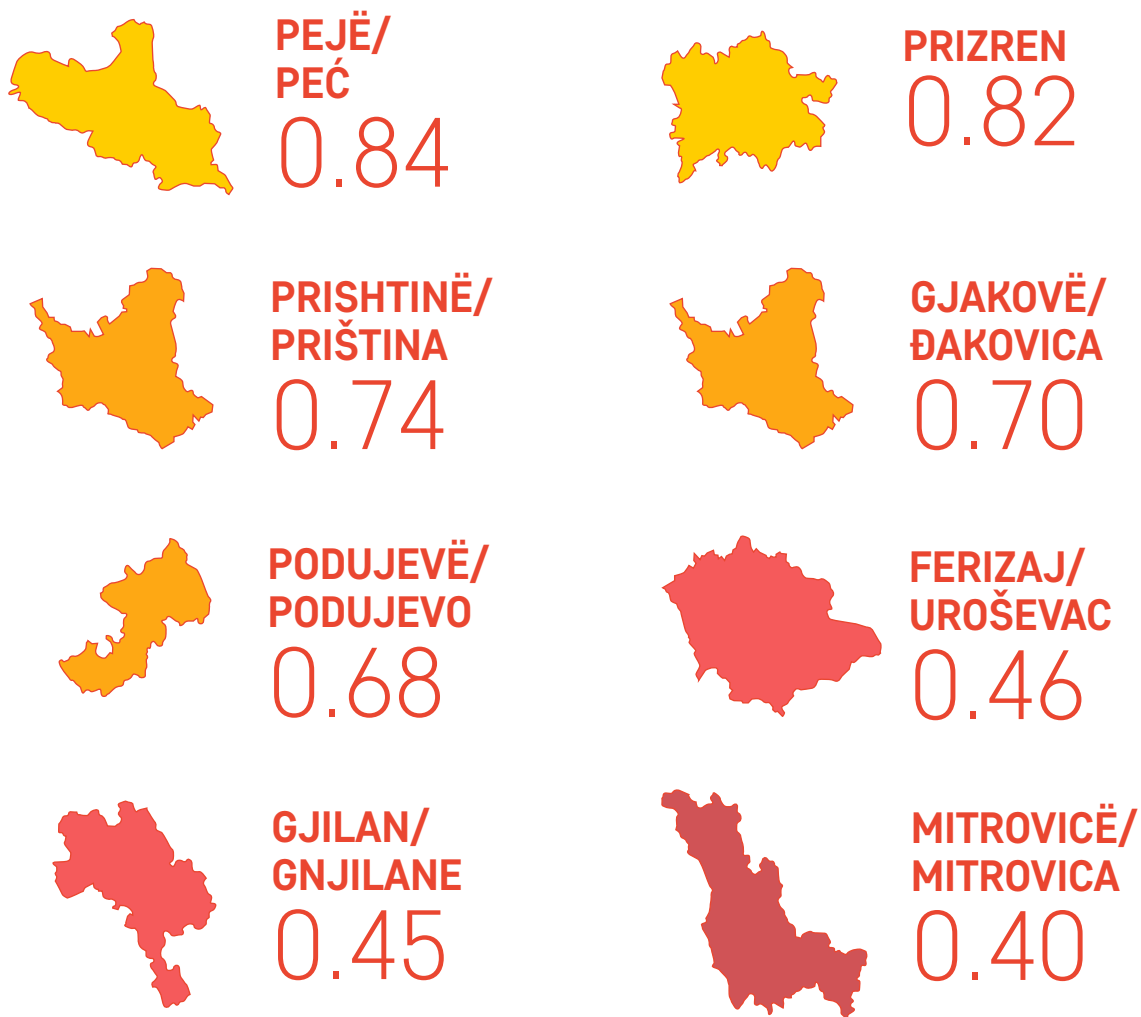 PEJË/
PEĆ
0.84
PRIZREN
0.82
PRISHTINË/
PRIŠTINA
0.74
GJAKOVË/
ĐAKOVICA
0.70
PODUJEVË/
PODUJEVO
0.68
FERIZAJ/
UROŠEVAC
0.46
GJILAN/
GNJILANE
0.45
MITROVICË/
MITROVICA
0.40